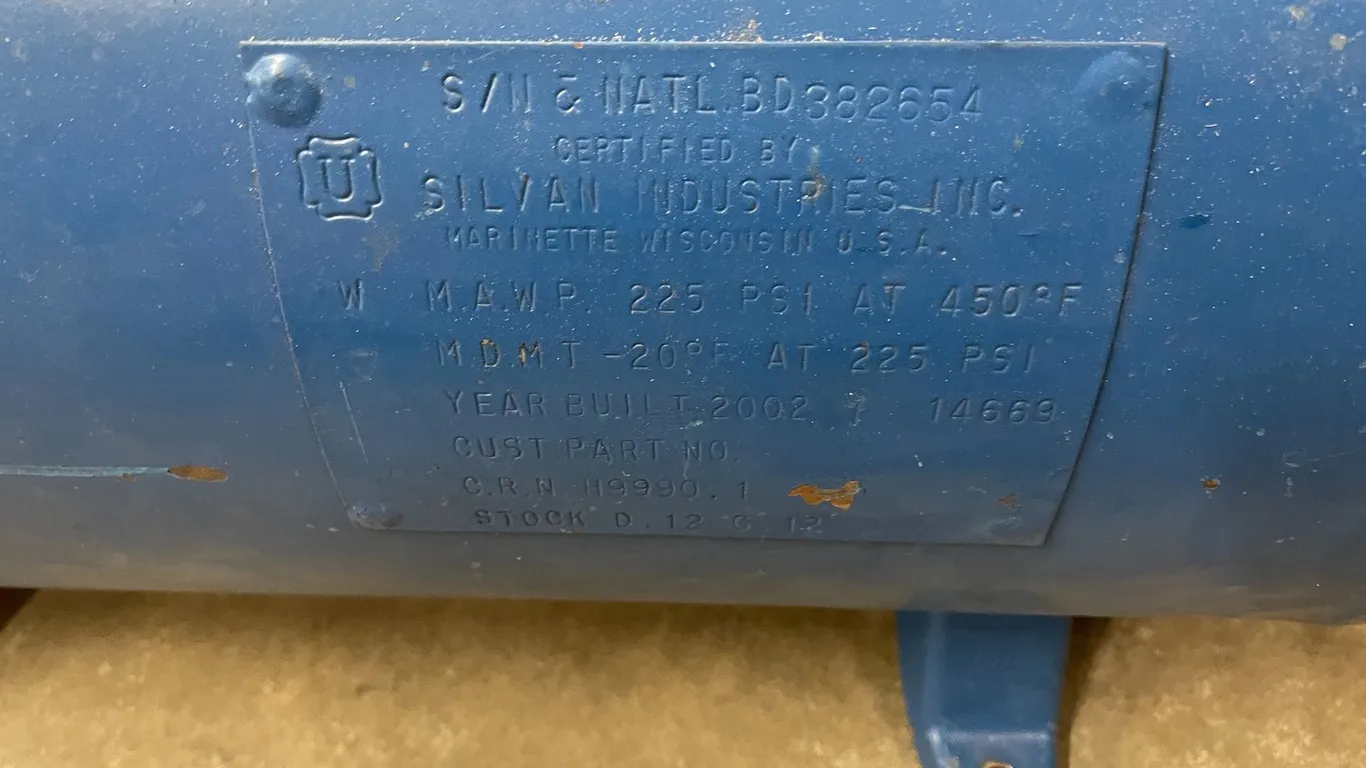 S/N & NATL.BD382654
CERTIFIED BY
U SILVAN INDUSTRIES INC.
MARINETTE WISCONSIN U.S.A.
W M.A.W.P. 225 PSI AT 450°F
M.D.M.T -20°F AT 225 PSI
YEAR BUILT 2002 14669
CUST PART NO.
C.R.N H9990.1
STOCK D.12 C 12